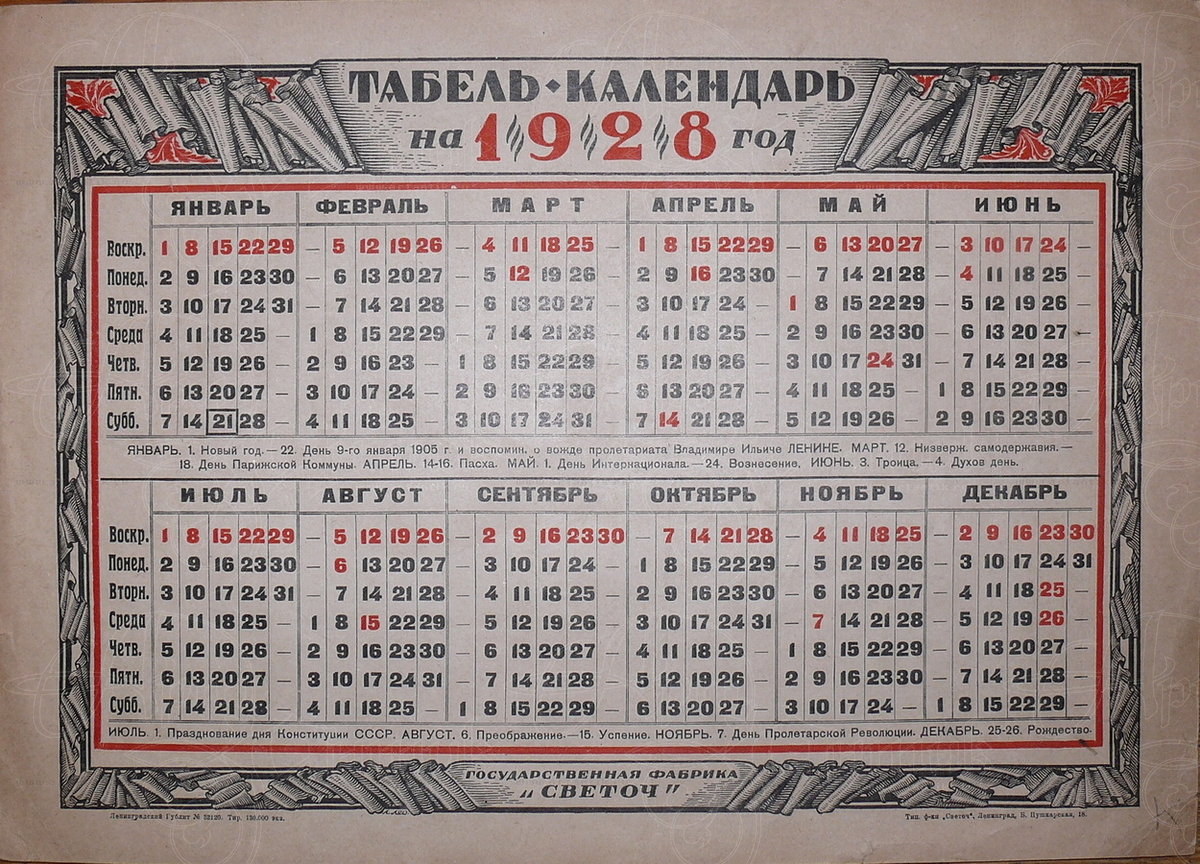 ТАБЕЛЬ-КАЛЕНДАРЬ
на 1928 год
ЯНВАРЬ ФЕВРАЛЬ МАРТ АПРЕЛЬ МАЙ ИЮНЬ
Воскр. 1 8 15 22 29 — 5 12 19 26 — 4 11 18 25 1 8 15 22 29 — 6 13 20 27 — 3 10 17 24
Понед. 2 9 16 23 30 — 6 13 20 27 — 5 12 19 26 2 9 16 23 30 — 7 14 21 28 — 4 11 18 25 —
Вторн. 3 10 17 24 31 — 7 14 21 28 — 6 13 20 27 3 10 17 24 — 1 8 15 22 29 — 5 12 19 26 —
Среда 4 11 18 25 — 1 8 15 22 29 — 7 14 21 28 4 11 18 25 — 2 9 16 23 30 — 6 13 20 27 —
Четв. 5 12 19 26 — 2 9 16 23 — 1 8 15 22 29 5 12 19 26 — 3 10 17 24 31 — 7 14 21 28 —
Пятн. 6 13 20 27 — 3 10 17 24 — 2 9 16 23 30 6 13 20 27 — 4 11 18 25 — 1 8 15 22 29 —
Субб. 7 14 21 28 — 4 11 18 25 — 3 10 17 24 31 7 14 21 28 — 5 12 19 26 — 2 9 16 23 30 —
ЯНВАРЬ. 1. Новый год.—22. День 9-го января 1905 г. и воспомин. о вожде пролетариата Владимире Ильиче ЛЕНИНЕ. МАРТ. 12. Низверж. самодержавия.—
18. День Парижской Коммуны. АПРЕЛЬ. 14-16. Пасха. МАЙ. 1. День Интернационала.—24. Вознесение. ИЮНЬ. 3. Троица.—4. Духов день.
ИЮЛЬ АВГУСТ СЕНТЯБРЬ ОКТЯБРЬ НОЯБРЬ ДЕКАБРЬ
Воскр. 1 8 15 22 29 — 5 12 19 26 — 2 9 16 23 30 — 7 14 21 28 — 4 11 18 25 — 2 9 16 23 30
Понед. 2 9 16 23 30 — 6 13 20 27 — 3 10 17 24 — 1 8 15 22 29 — 5 12 19 26 — 3 10 17 24 31
Вторн. 3 10 17 24 31 — 7 14 21 28 — 4 11 18 25 — 2 9 16 23 30 — 6 13 20 27 — 4 11 18 25 —
Среда 4 11 18 25 — 1 8 15 22 29 — 5 12 19 26 — 3 10 17 24 31 — 7 14 21 28 — 5 12 19 26 —
Четв. 5 12 19 26 — 2 9 16 23 30 — 6 13 20 27 — 4 11 18 25 — 1 8 15 22 29 — 6 13 20 27 —
Пятн. 6 13 20 27 — 3 10 17 24 31 — 7 14 21 28 — 5 12 19 26 — 2 9 16 23 30 — 7 14 21 28 —
Субб. 7 14 21 28 — 4 11 18 25 — 1 8 15 22 29 — 6 13 20 27 — 3 10 17 24 — 1 8 15 22 29 —
ИЮЛЬ. 1. Празднование дня Конституции СССР. АВГУСТ. 6. Преображение.—15. Успение. НОЯБРЬ. 7. День Пролетарской Революции. ДЕКАБРЬ. 25-26. Рождество.
ГОСУДАРСТВЕННАЯ ФАБРИКА
„СВЕТОЧ"
Ленинградский Гублит № 52120. Тир. 130.000 экз.
Тип. ф-ки „Светоч". Ленинград, Б. Пушкарская, 10.